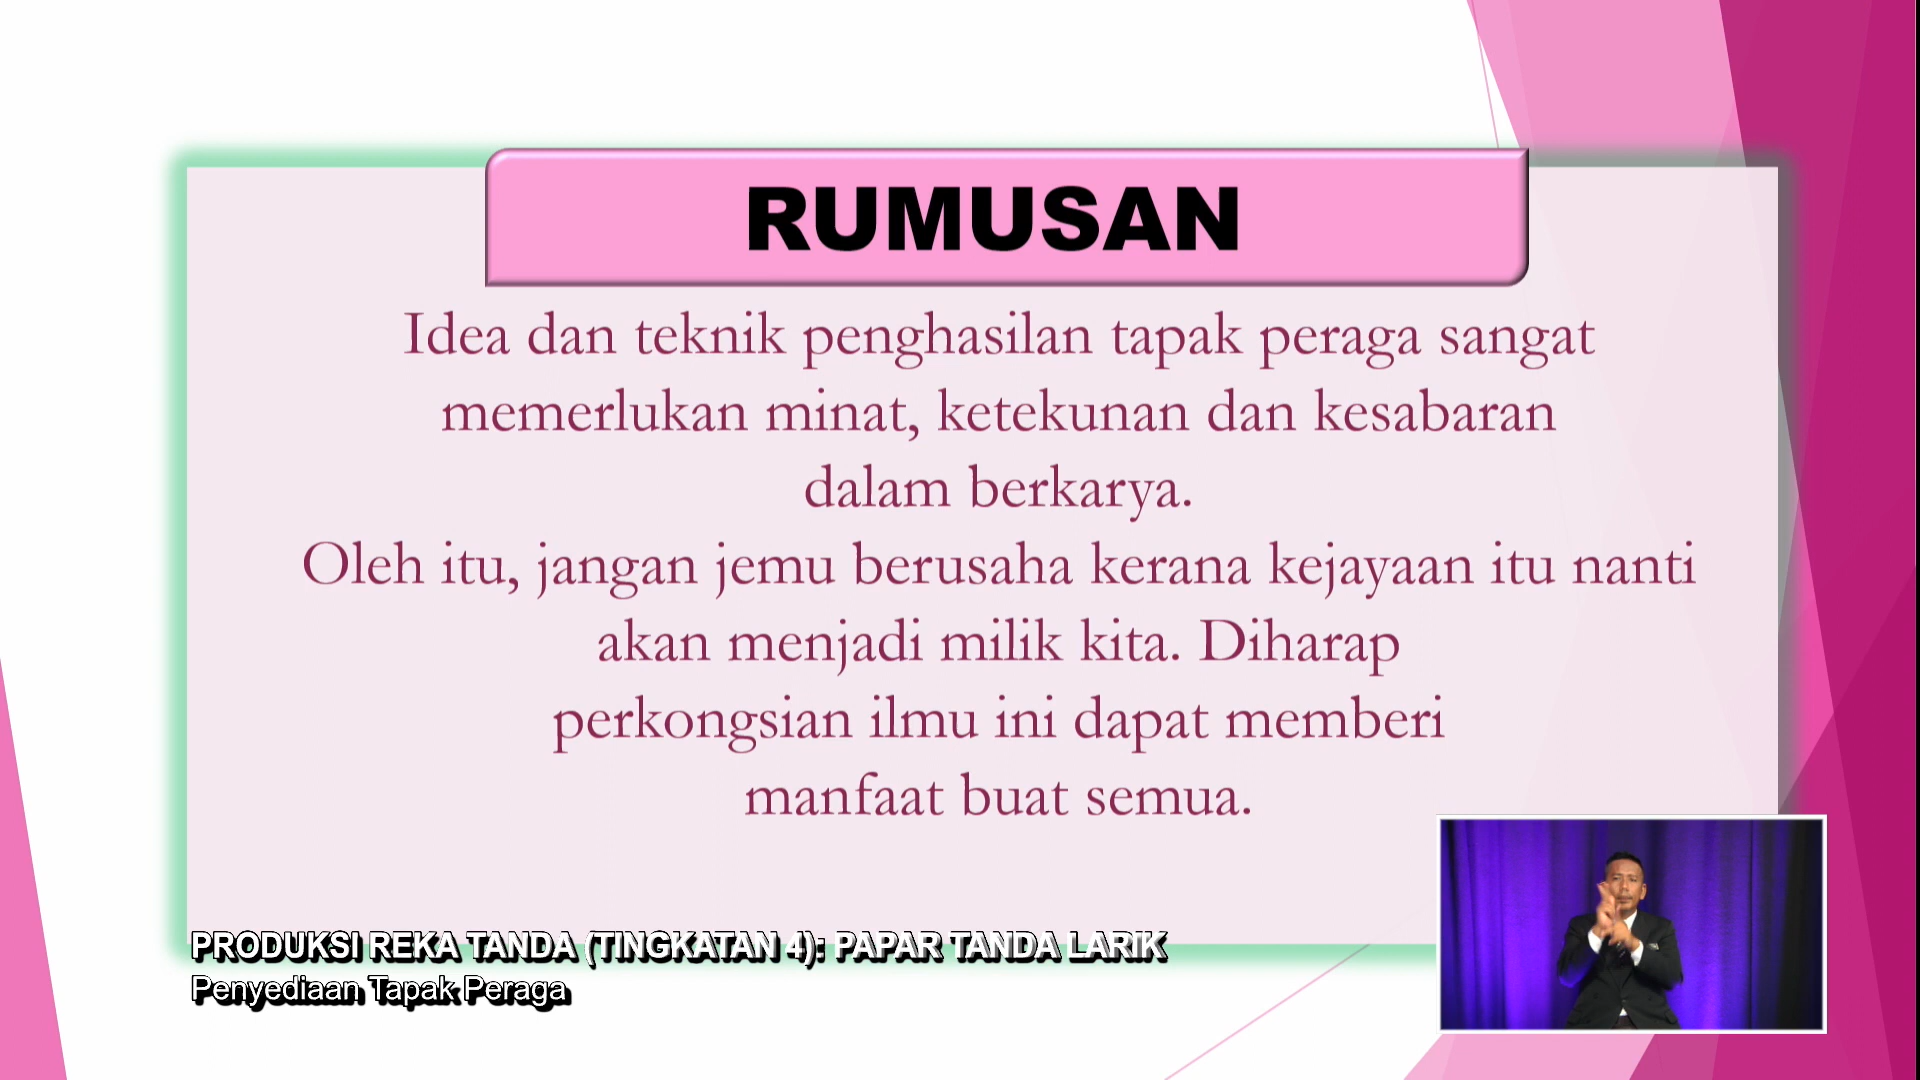 RUMUSAN
Idea dan teknik penghasilan tapak peraga sangat
memerlukan minat, ketekunan dan kesabaran
dalam berkarya.
Oleh itu, jangan jemu berusaha kerana kejayaan itu nanti
akan menjadi milik kita. Diharap
perkongsian ilmu ini dapat memberi
manfaat buat semua.
PRODUKSI REKA TANDA (TINGKATAN 4): PAPAR TANDA LARIK
Penyediaan Tapak Peraga